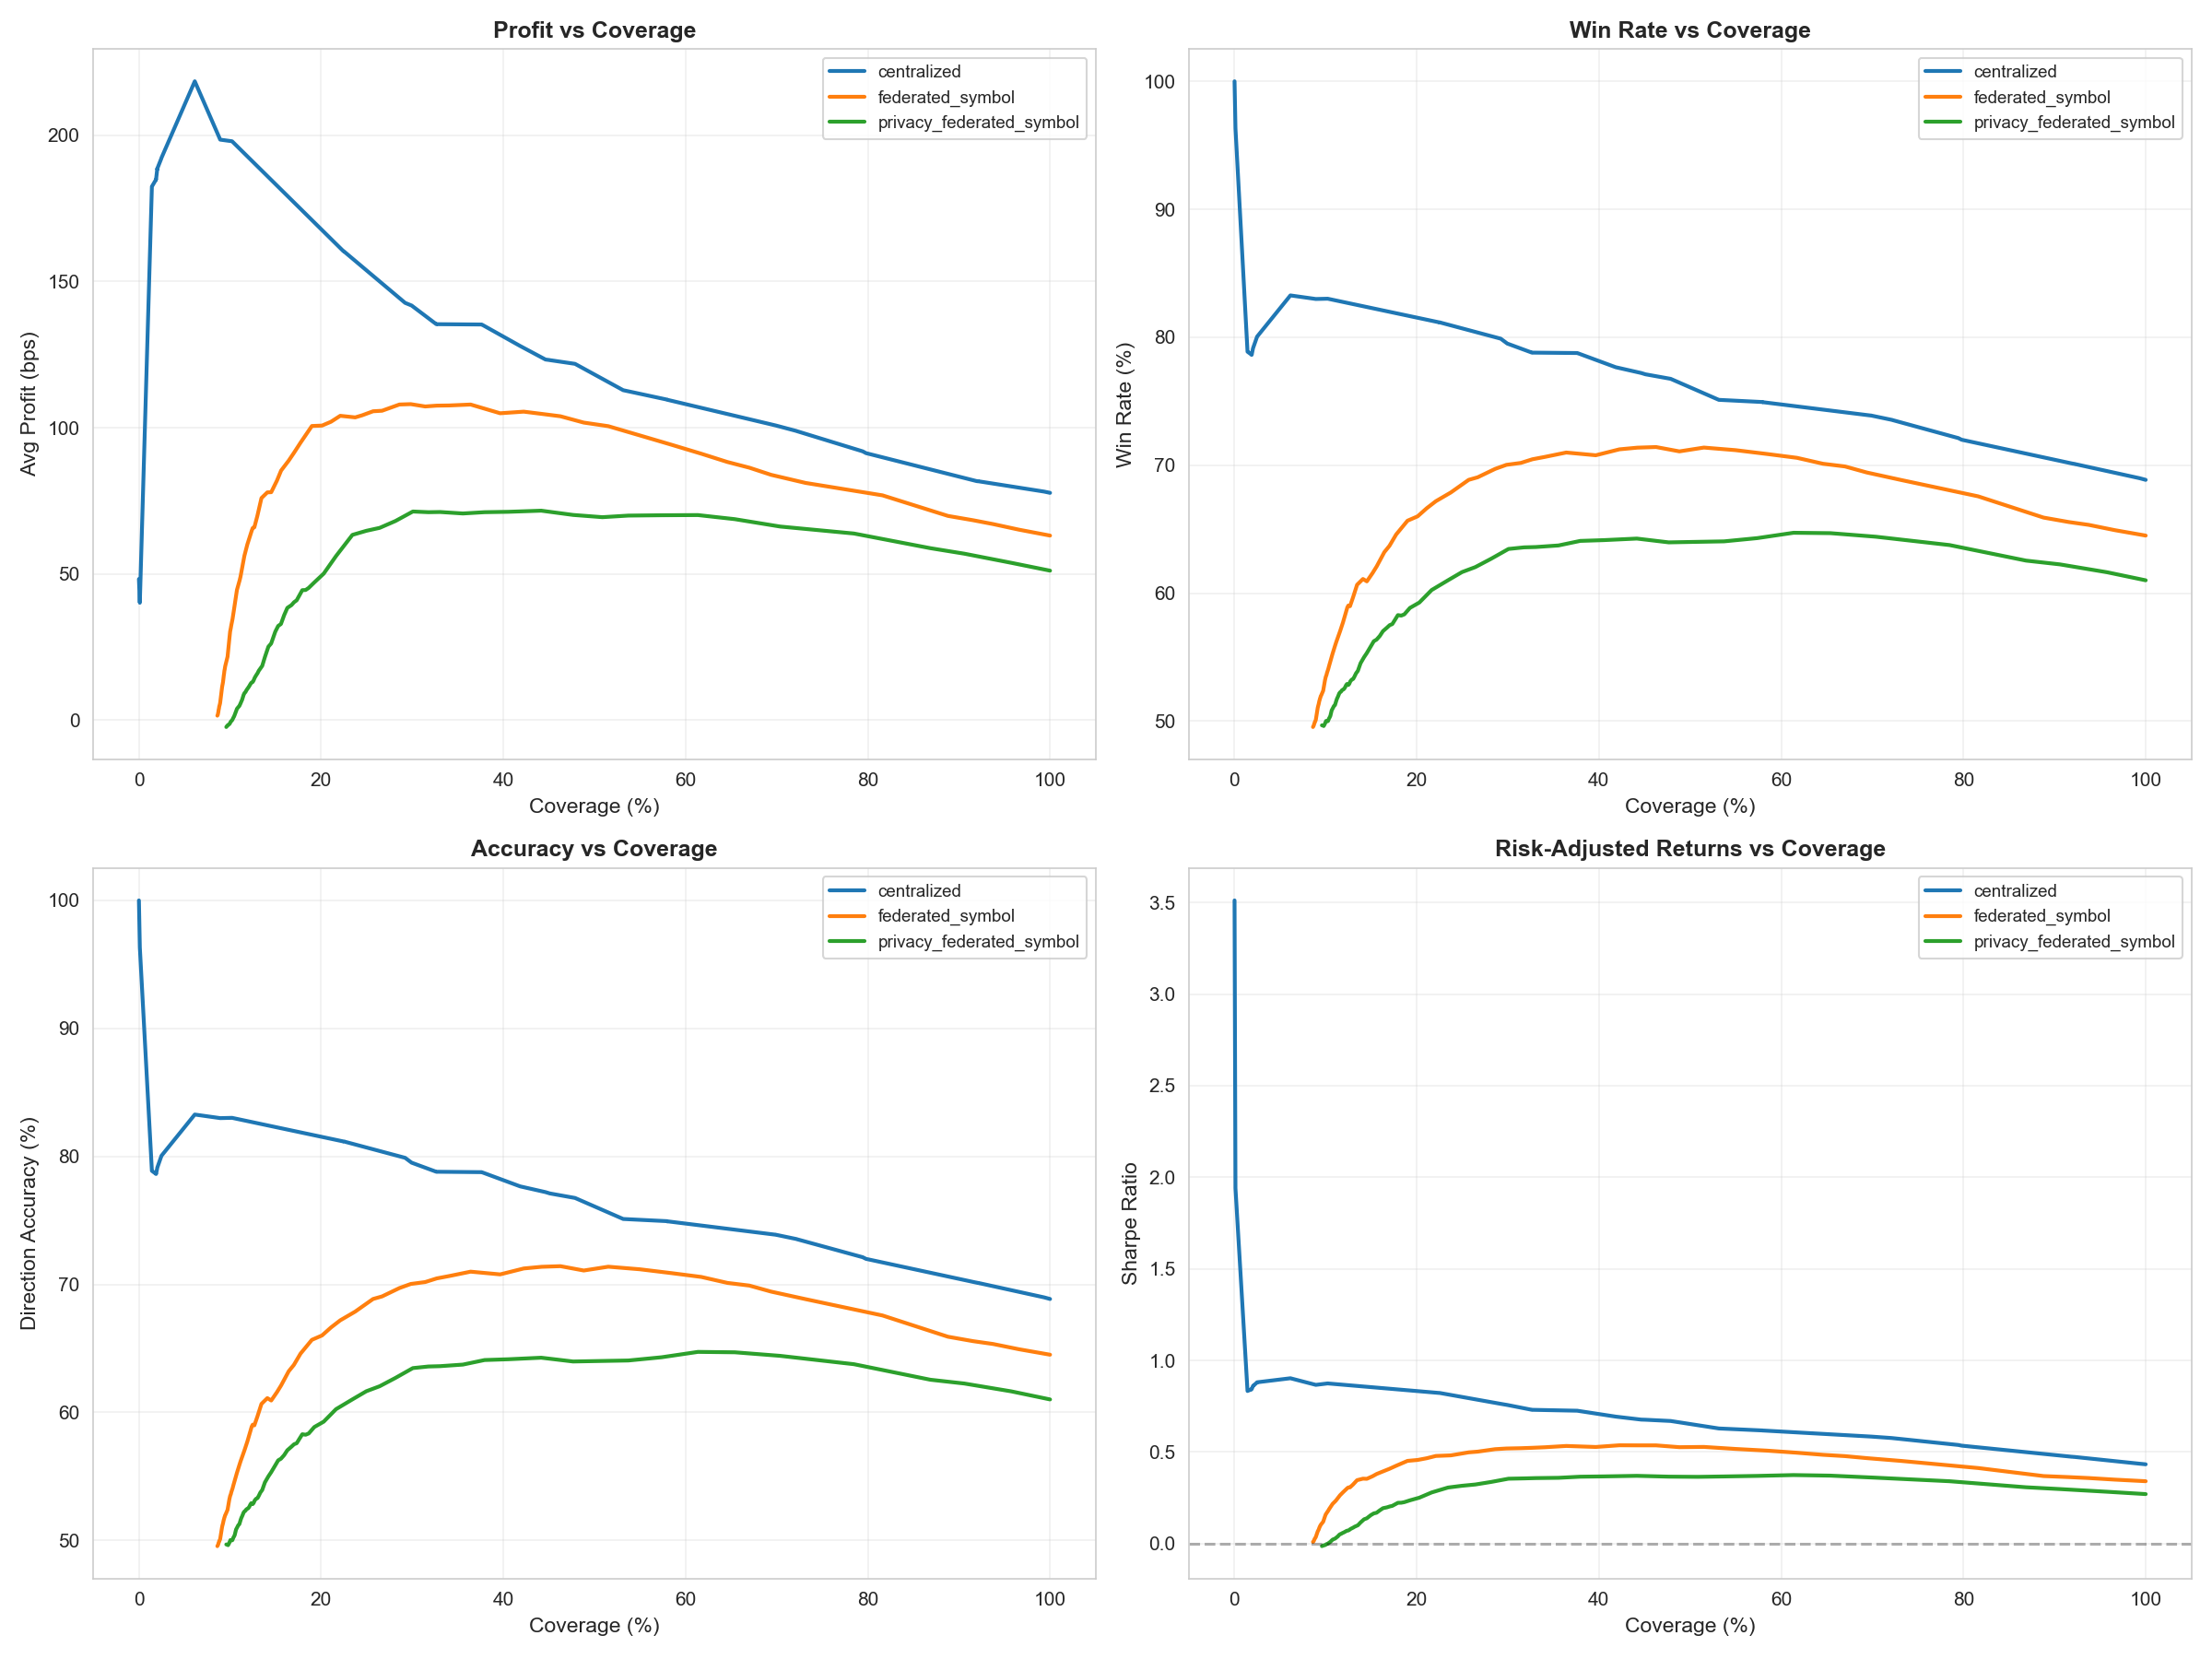 Profit vs Coverage
Avg Profit (bps)
200
150
100
50
0
centralized
federated_symbol
privacy_federated_symbol
0 20 40 60 80 100
Coverage (%)
Win Rate vs Coverage
Win Rate (%)
100
90
80
70
60
50
centralized
federated_symbol
privacy_federated_symbol
0 20 40 60 80 100
Coverage (%)
Accuracy vs Coverage
Direction Accuracy (%)
100
90
80
70
60
50
centralized
federated_symbol
privacy_federated_symbol
0 20 40 60 80 100
Coverage (%)
Risk-Adjusted Returns vs Coverage
Sharpe Ratio
3.5
3.0
2.5
2.0
1.5
1.0
0.5
0.0
centralized
federated_symbol
privacy_federated_symbol
0 20 40 60 80 100
Coverage (%)